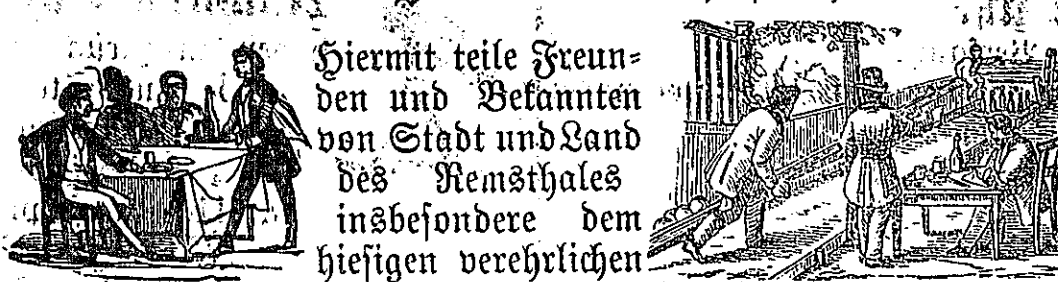 Hiermit teile Freun-
den und Bekannten
von Stadt und Land
des Remsthales
insbesondere dem
hiesigen verehrlichen